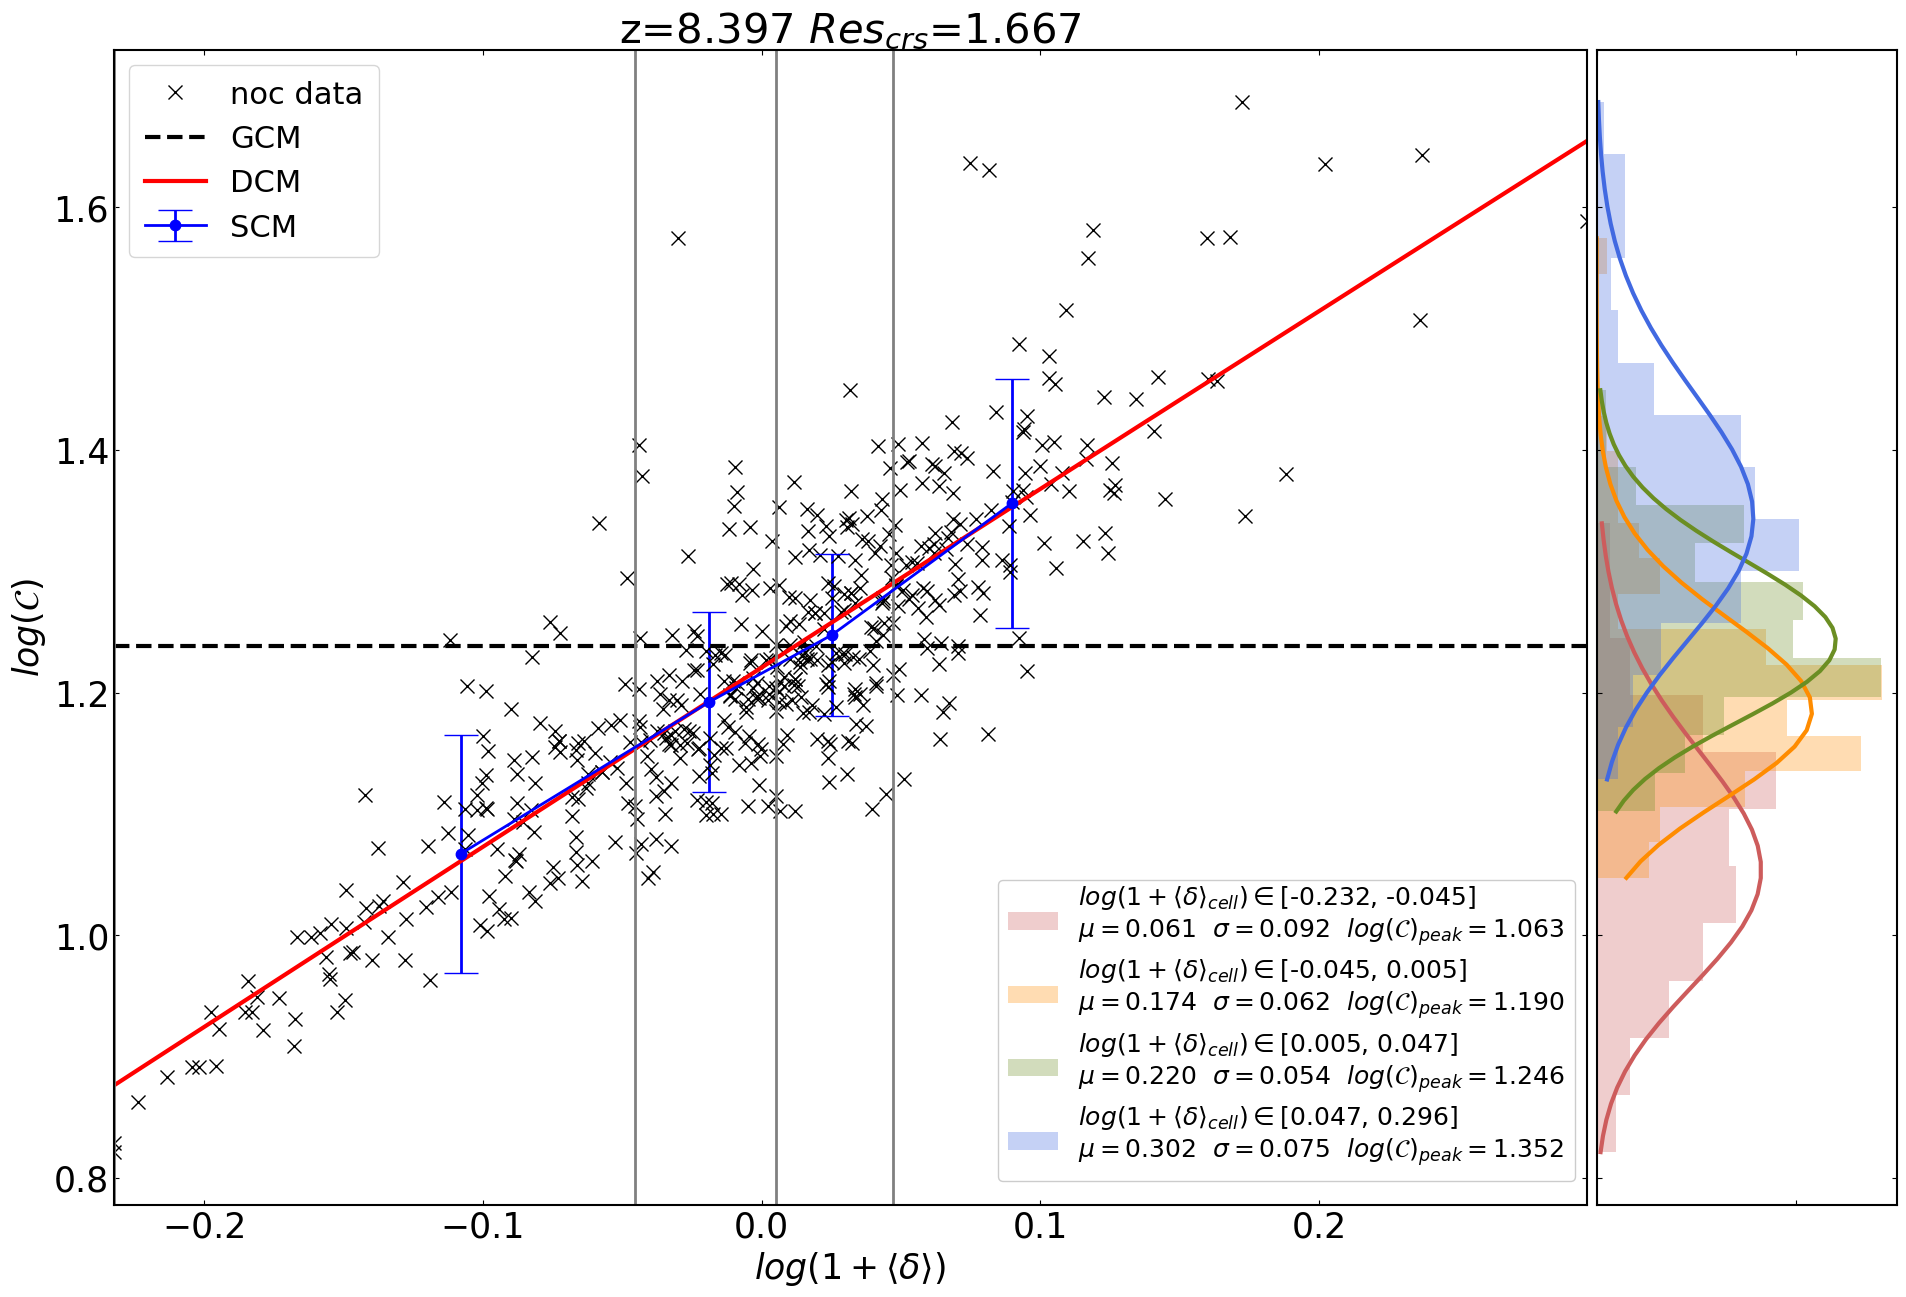 z=8.397 Res_crs=1.667
noc data
GCM
DCM
SCM
log(𝒞)
1.6
1.4
1.2
1.0
0.8
−0.2
−0.1
0.0
0.1
0.2
log(1 + ⟨δ⟩)
log(1 + ⟨δ⟩_cell) ∈ [-0.232, -0.045]
μ = 0.061 σ = 0.092 log(𝒞)_peak = 1.063
log(1 + ⟨δ⟩_cell) ∈ [-0.045, 0.005]
μ = 0.174 σ = 0.062 log(𝒞)_peak = 1.190
log(1 + ⟨δ⟩_cell) ∈ [0.005, 0.047]
μ = 0.220 σ = 0.054 log(𝒞)_peak = 1.246
log(1 + ⟨δ⟩_cell) ∈ [0.047, 0.296]
μ = 0.302 σ = 0.075 log(𝒞)_peak = 1.352